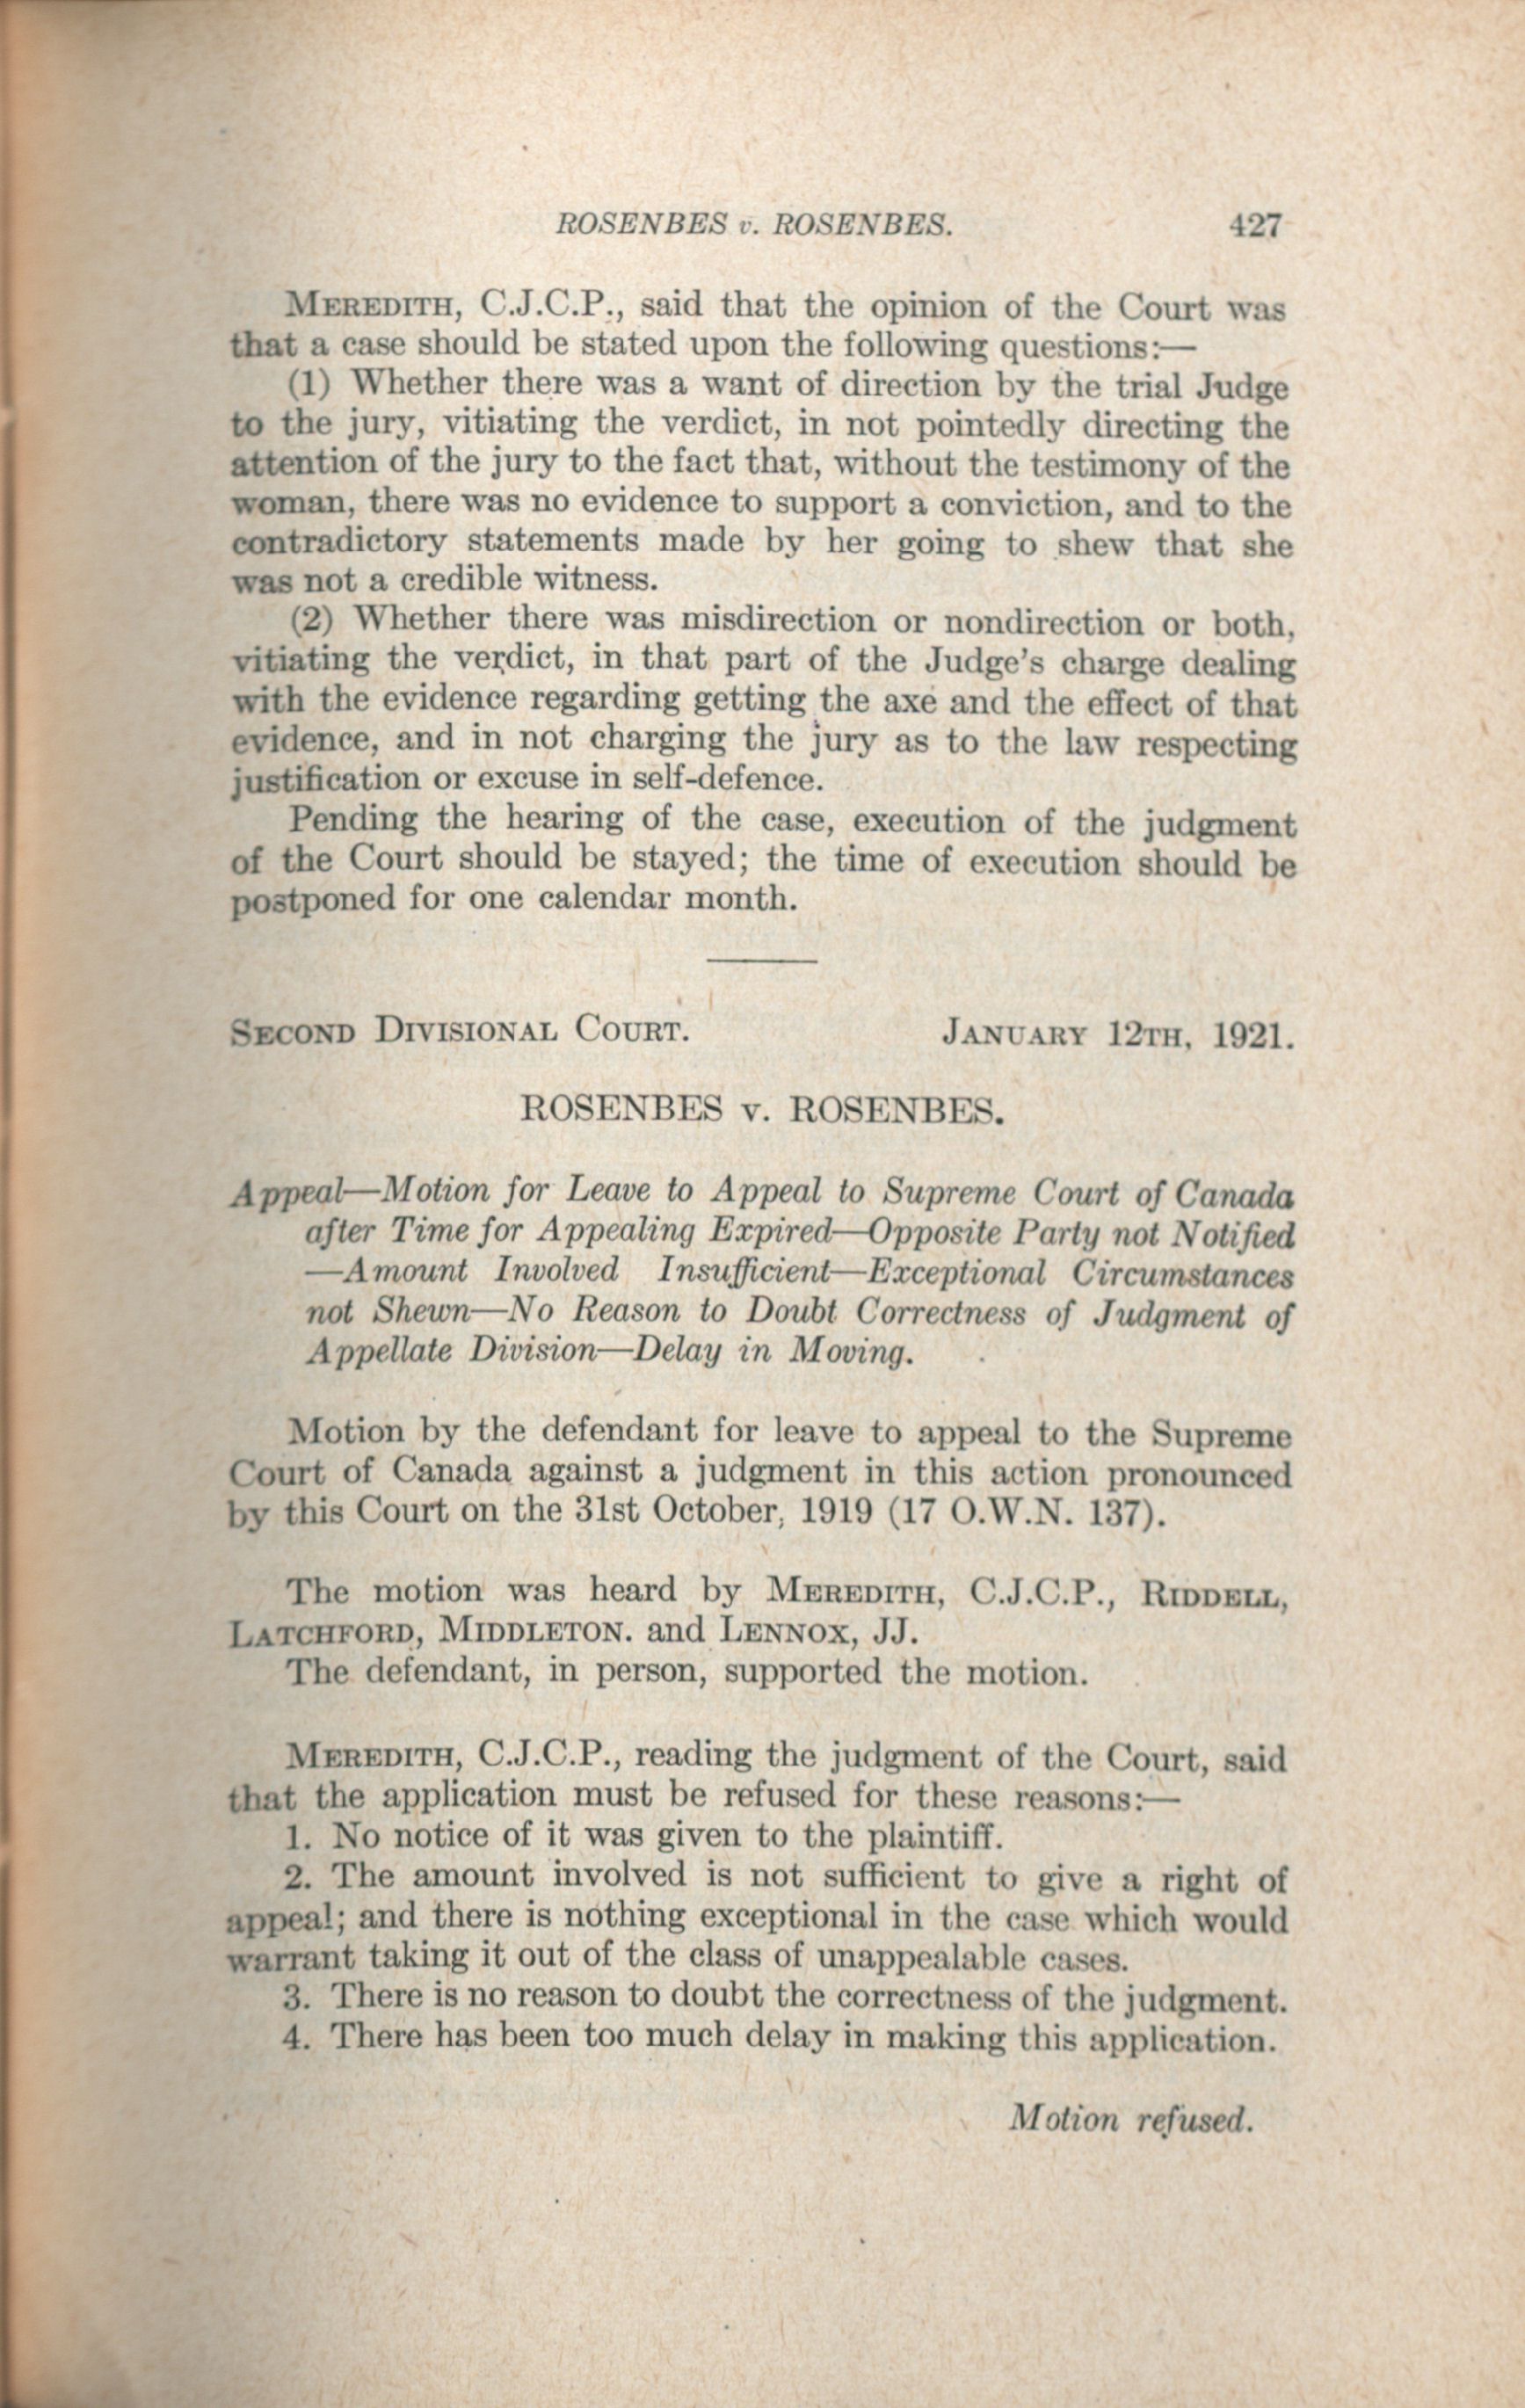 ROSENBES v. ROSENBES. 427
MEREDITH, C.J.C.P., said that the opinion of the Court was
that a case should be stated upon the following questions:—
(1) Whether there was a want of direction by the trial Judge
to the jury, vitiating the verdict, in not pointedly directing the
attention of the jury to the fact that, without the testimony of the
woman, there was no evidence to support a conviction, and to the
contradictory statements made by her going to shew that she
was not a credible witness.
(2) Whether there was misdirection or nondirection or both,
vitiating the verdict, in that part of the Judge's charge dealing
with the evidence regarding getting the axe and the effect of that
evidence, and in not charging the jury as to the law respecting
justification or excuse in self-defence.
Pending the hearing of the case, execution of the judgment
of the Court should be stayed; the time of execution should be
postponed for one calendar month.
SECOND DIVISIONAL COURT. JANUARY 12TH, 1921.
ROSENBES v. ROSENBES.
Appeal—Motion for Leave to Appeal to Supreme Court of Canada
after Time for Appealing Expired—Opposite Party not Notified
—Amount Involved Insufficient—Exceptional Circumstances
not Shewn—No Reason to Doubt Correctness of Judgment of
Appellate Division—Delay in Moving.
Motion by the defendant for leave to appeal to the Supreme
Court of Canada against a judgment in this action pronounced
by this Court on the 31st October, 1919 (17 O.W.N. 137).
The motion was heard by MEREDITH, C.J.C.P., RIDDELL,
LATCHFORD, MIDDLETON. and LENNOX, JJ.
The defendant, in person, supported the motion.
MEREDITH, C.J.C.P., reading the judgment of the Court, said
that the application must be refused for these reasons:—
1. No notice of it was given to the plaintiff.
2. The amount involved is not sufficient to give a right of
appeal; and there is nothing exceptional in the case which would
warrant taking it out of the class of unappealable cases.
3. There is no reason to doubt the correctness of the judgment.
4. There has been too much delay in making this application.
Motion refused.